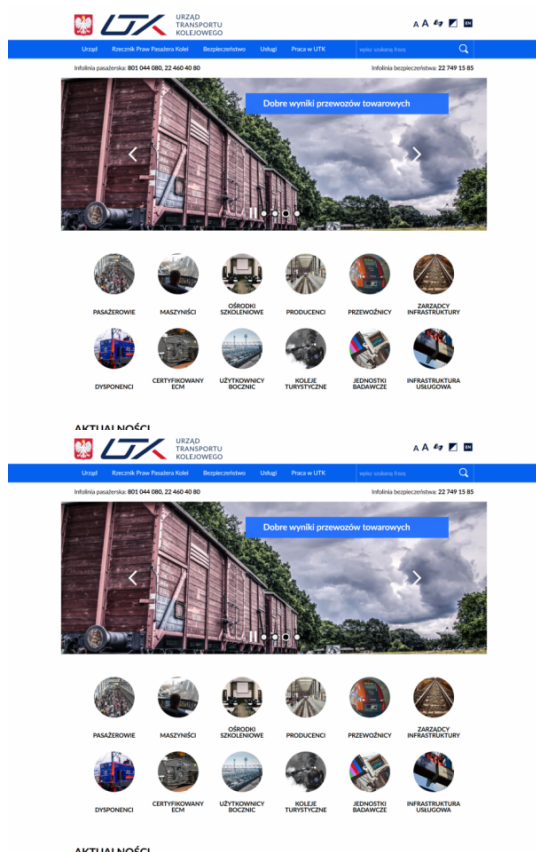 URZĄD
TRANSPORTU
KOLEJOWEGO
A A
EN
Urząd Rzecznik Praw Pasażera Kolei Bezpieczeństwo Usługi Praca w UTK wpisz szukaną frazę
Infolinia pasażerska: 801 044 080, 22 460 40 80 Infolinia bezpieczeństwa: 22 749 15 85
Dobre wyniki przewozów towarowych
PASAŻEROWIE MASZYNIŚCI OŚRODKI SZKOLENIOWE PRODUCENCI PRZEWOŹNICY ZARZĄDCY INFRASTRUKTURY
DYSPONENCI CERTYFIKOWANY ECM UŻYTKOWNICY BOCZNIC KOLEJE TURYSTYCZNE JEDNOSTKI BADAWCZE INFRASTRUKTURA USŁUGOWA
AKTUALNOŚCI
URZĄD
TRANSPORTU
KOLEJOWEGO
A A
EN
Urząd Rzecznik Praw Pasażera Kolei Bezpieczeństwo Usługi Praca w UTK wpisz szukaną frazę
Infolinia pasażerska: 801 044 080, 22 460 40 80 Infolinia bezpieczeństwa: 22 749 15 85
Dobre wyniki przewozów towarowych
PASAŻEROWIE MASZYNIŚCI OŚRODKI SZKOLENIOWE PRODUCENCI PRZEWOŹNICY ZARZĄDCY INFRASTRUKTURY
DYSPONENCI CERTYFIKOWANY ECM UŻYTKOWNICY BOCZNIC KOLEJE TURYSTYCZNE JEDNOSTKI BADAWCZE INFRASTRUKTURA USŁUGOWA
AKTUALNOŚCI